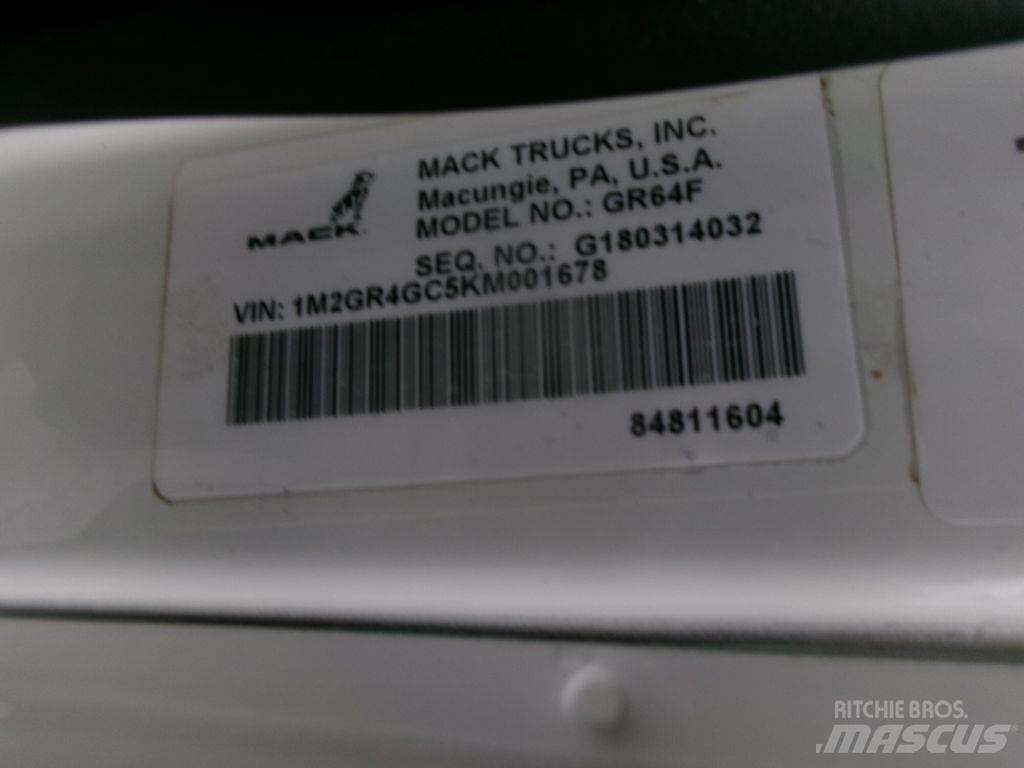 MACK
MACK TRUCKS, INC.
Macungie, PA, U.S.A.
MODEL NO.: GR64F
SEQ. NO.: G180314032
VIN: 1M2GR4GC5KM001678
84811604
RITCHIE BROS.
MASCUS